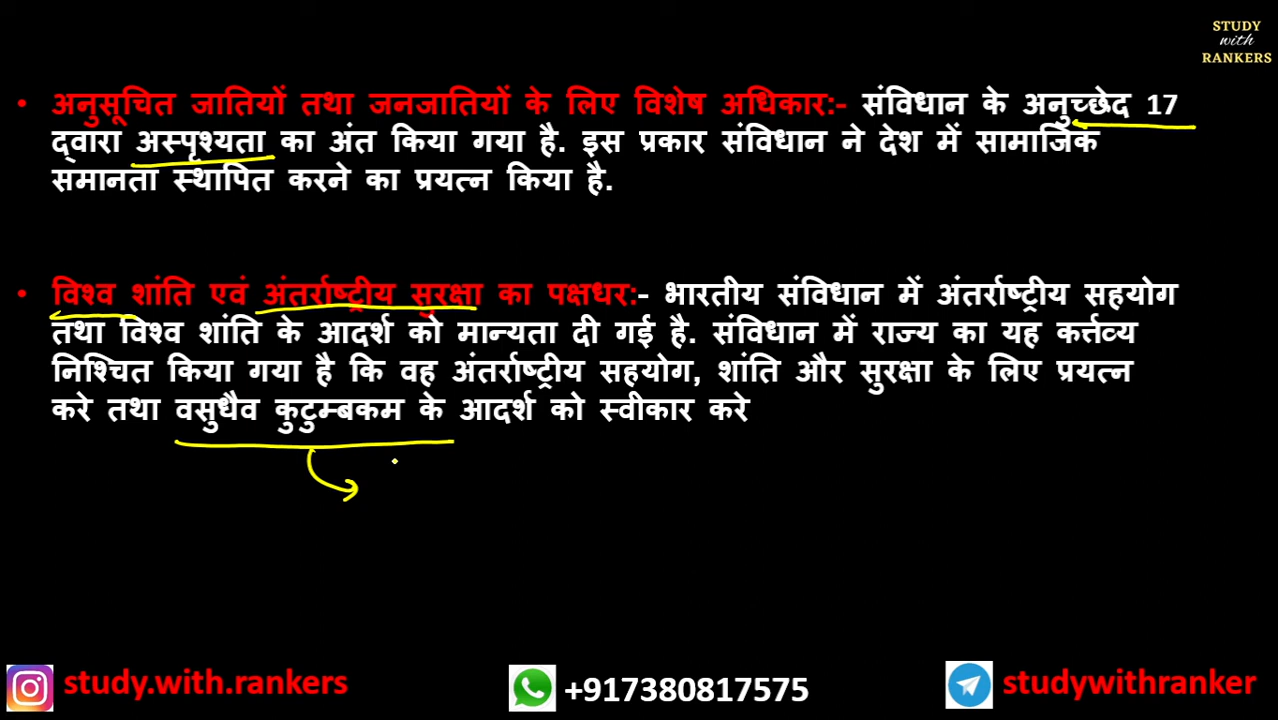 STUDY
with
RANKERS
• अनुसूचित जातियों तथा जनजातियों के लिए विशेष अधिकार:- संविधान के अनुच्छेद 17
द्वारा अस्पृश्यता का अंत किया गया है. इस प्रकार संविधान ने देश में सामाजिक
समानता स्थापित करने का प्रयत्न किया है.
• विश्व शांति एवं अंतर्राष्ट्रीय सुरक्षा का पक्षधर:- भारतीय संविधान में अंतर्राष्ट्रीय सहयोग
तथा विश्व शांति के आदर्श को मान्यता दी गई है. संविधान में राज्य का यह कर्त्तव्य
निश्चित किया गया है कि वह अंतर्राष्ट्रीय सहयोग, शांति और सुरक्षा के लिए प्रयत्न
करे तथा वसुधैव कुटुम्बकम के आदर्श को स्वीकार करे
study.with.rankers
+917380817575
studywithranker